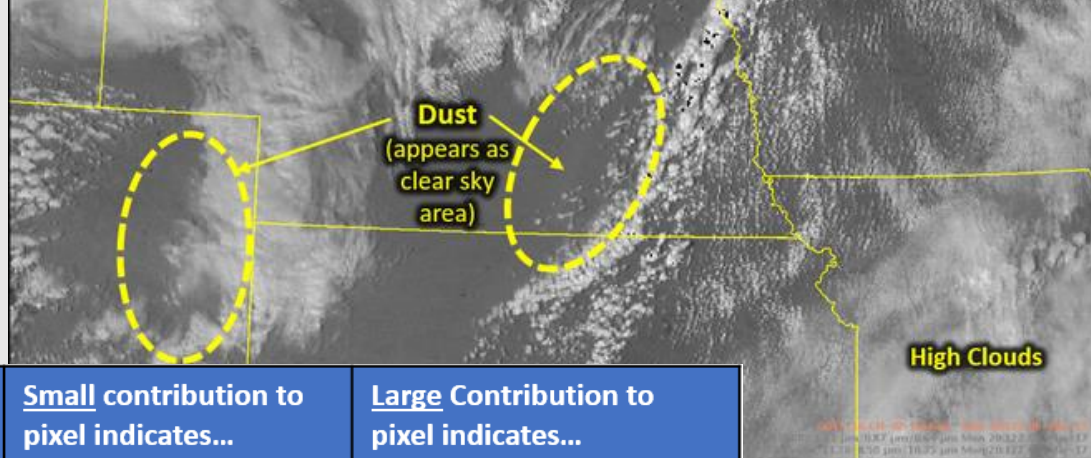 Dust
(appears as
clear sky
area)
High Clouds
Small contribution to
pixel indicates...
Large Contribution to
pixel indicates...